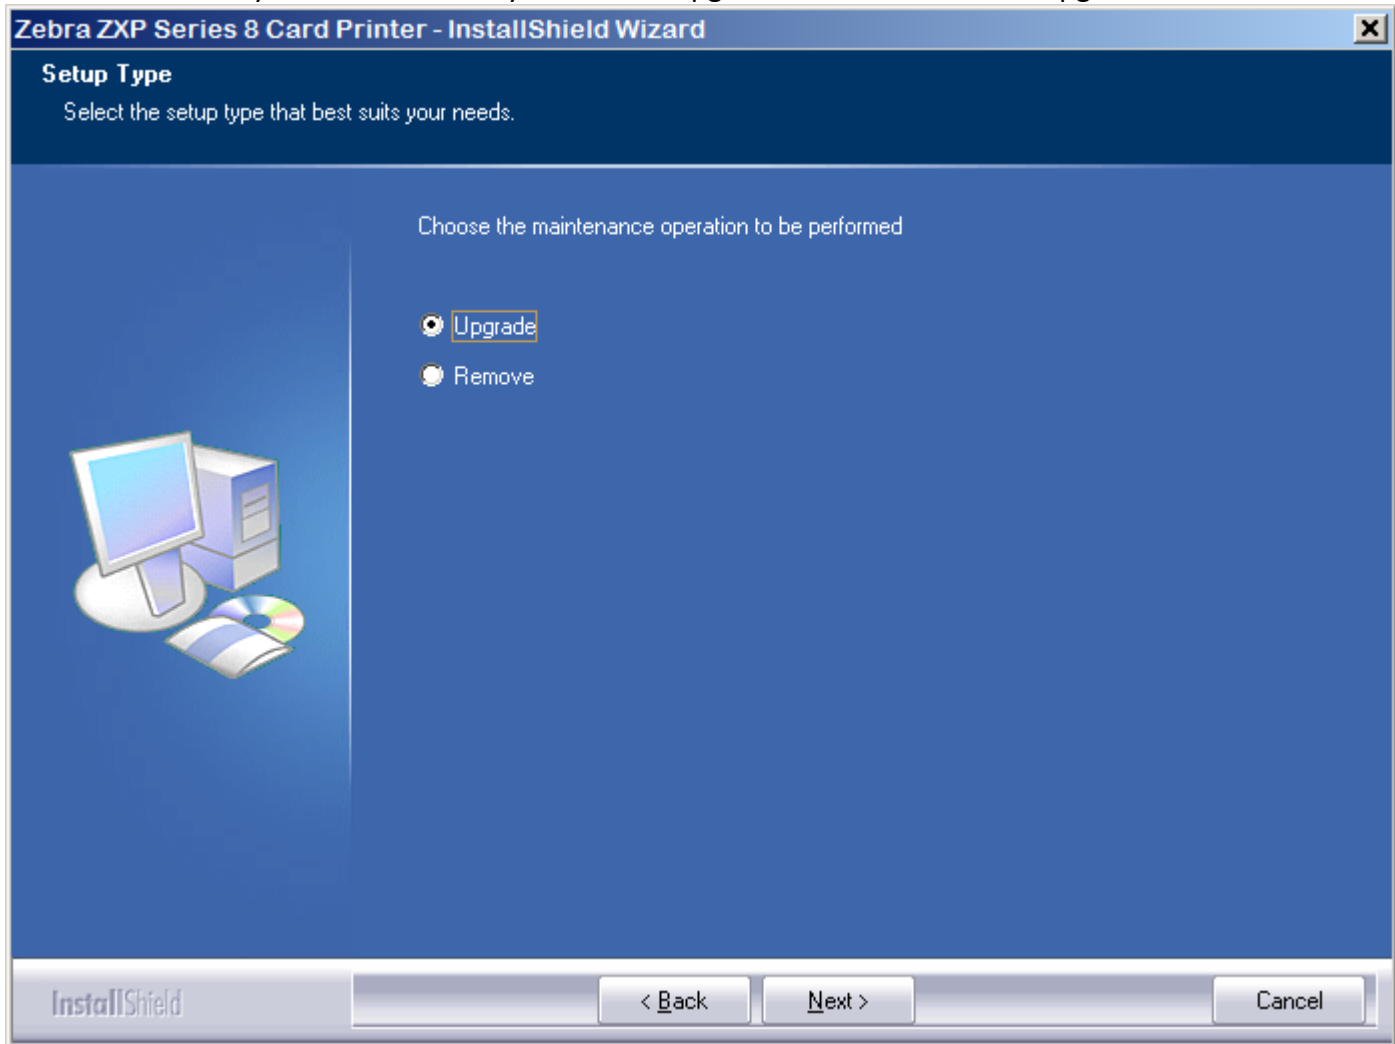 Zebra ZXP Series 8 Card Printer - InstallShield Wizard
Setup Type
Select the setup type that best suits your needs.
Choose the maintenance operation to be performed
Upgrade
Remove
InstallShield
< Back
Next >
Cancel